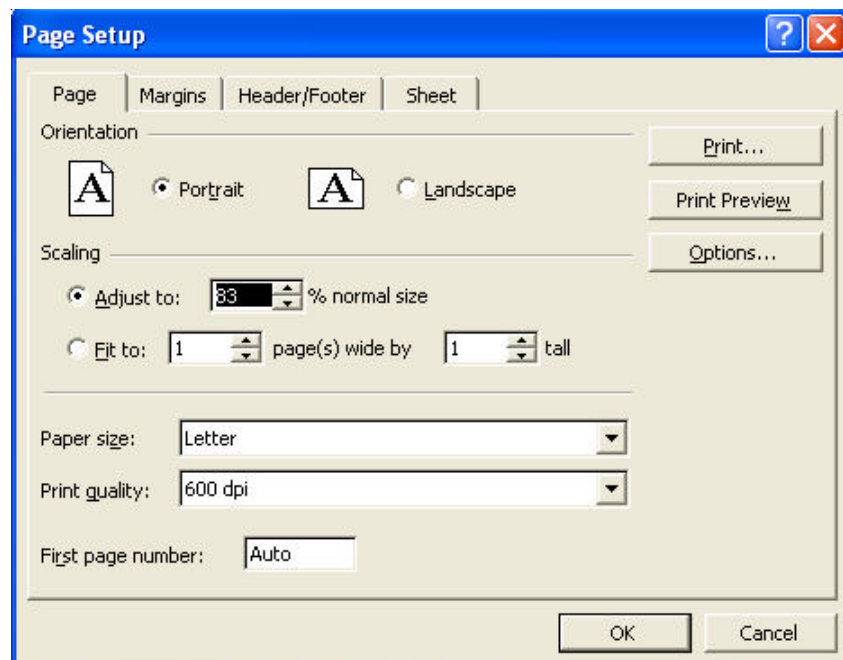 Page Setup
Page Margins Header/Footer Sheet
Orientation
Print...
A Portrait A Landscape
Print Preview
Scaling
Options...
Adjust to: 83 % normal size
Fit to: 1 page(s) wide by 1 tall
Paper size: Letter
Print quality: 600 dpi
First page number: Auto
OK Cancel